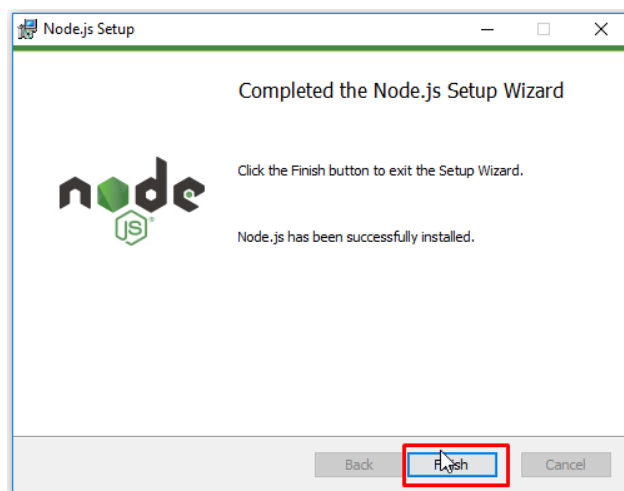 Node.js Setup
Completed the Node.js Setup Wizard
Click the Finish button to exit the Setup Wizard.
node
JS®
Node.js has been successfully installed.
Back Finish Cancel